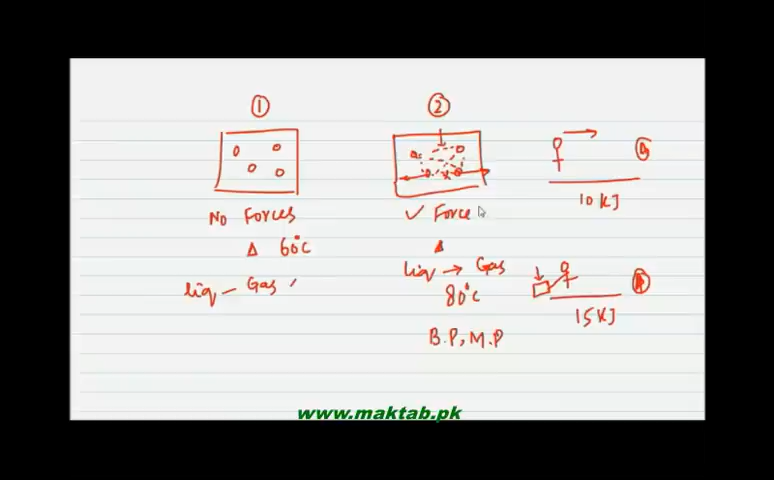 ①
No Forces
Δ 60°C
liq – Gas
②
✓ Force
Δ
liq → Gas
80°C
B.P, M.P
10 KJ
15 KJ
www.maktab.pk